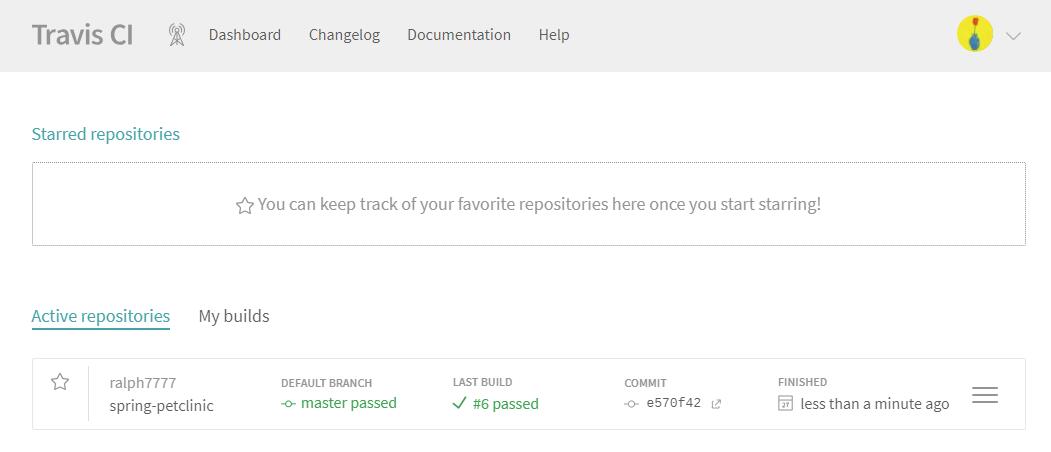 Travis CI Dashboard Changelog Documentation Help
Starred repositories
You can keep track of your favorite repositories here once you start starring!
Active repositories My builds
ralph7777 DEFAULT BRANCH LAST BUILD COMMIT FINISHED
spring-petclinic master passed #6 passed e570f42 27 less than a minute ago